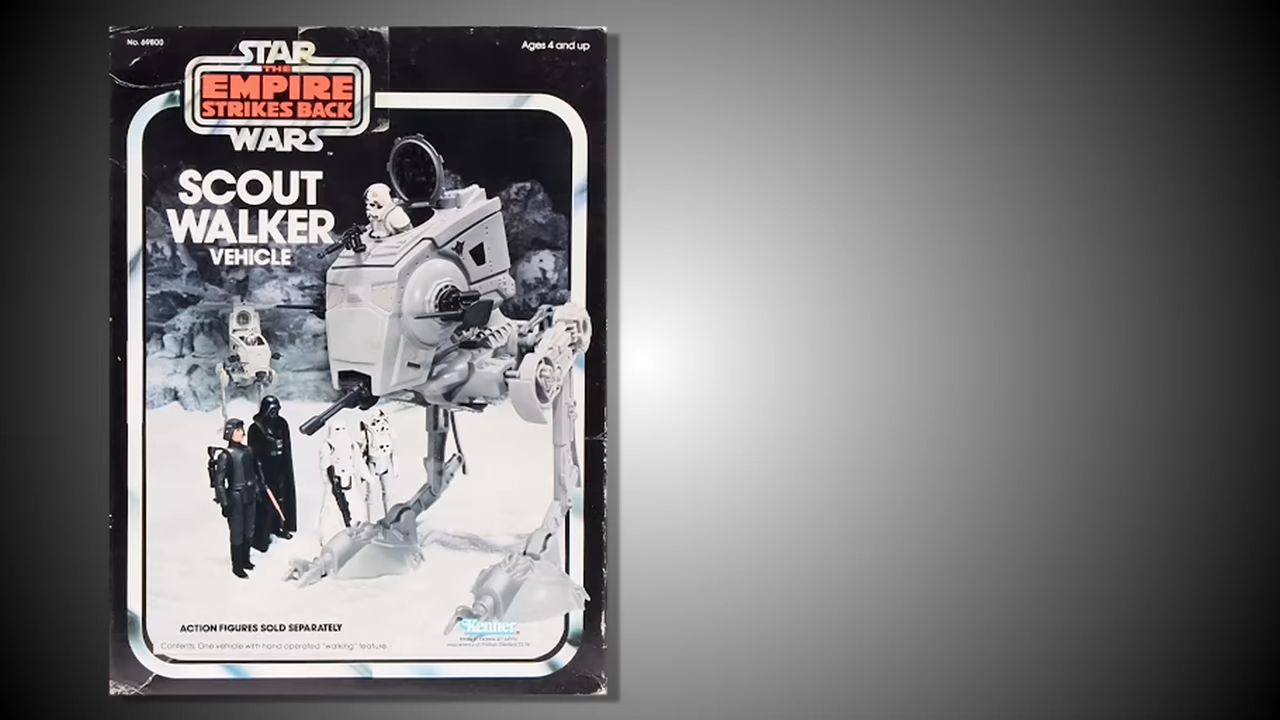 No. 69800
Ages 4 and up
STAR
THE
EMPIRE
STRIKES BACK
WARS
™
SCOUT
WALKER
VEHICLE
ACTION FIGURES SOLD SEPARATELY
Kenner
Contents: One vehicle with hand operated "walking" feature.